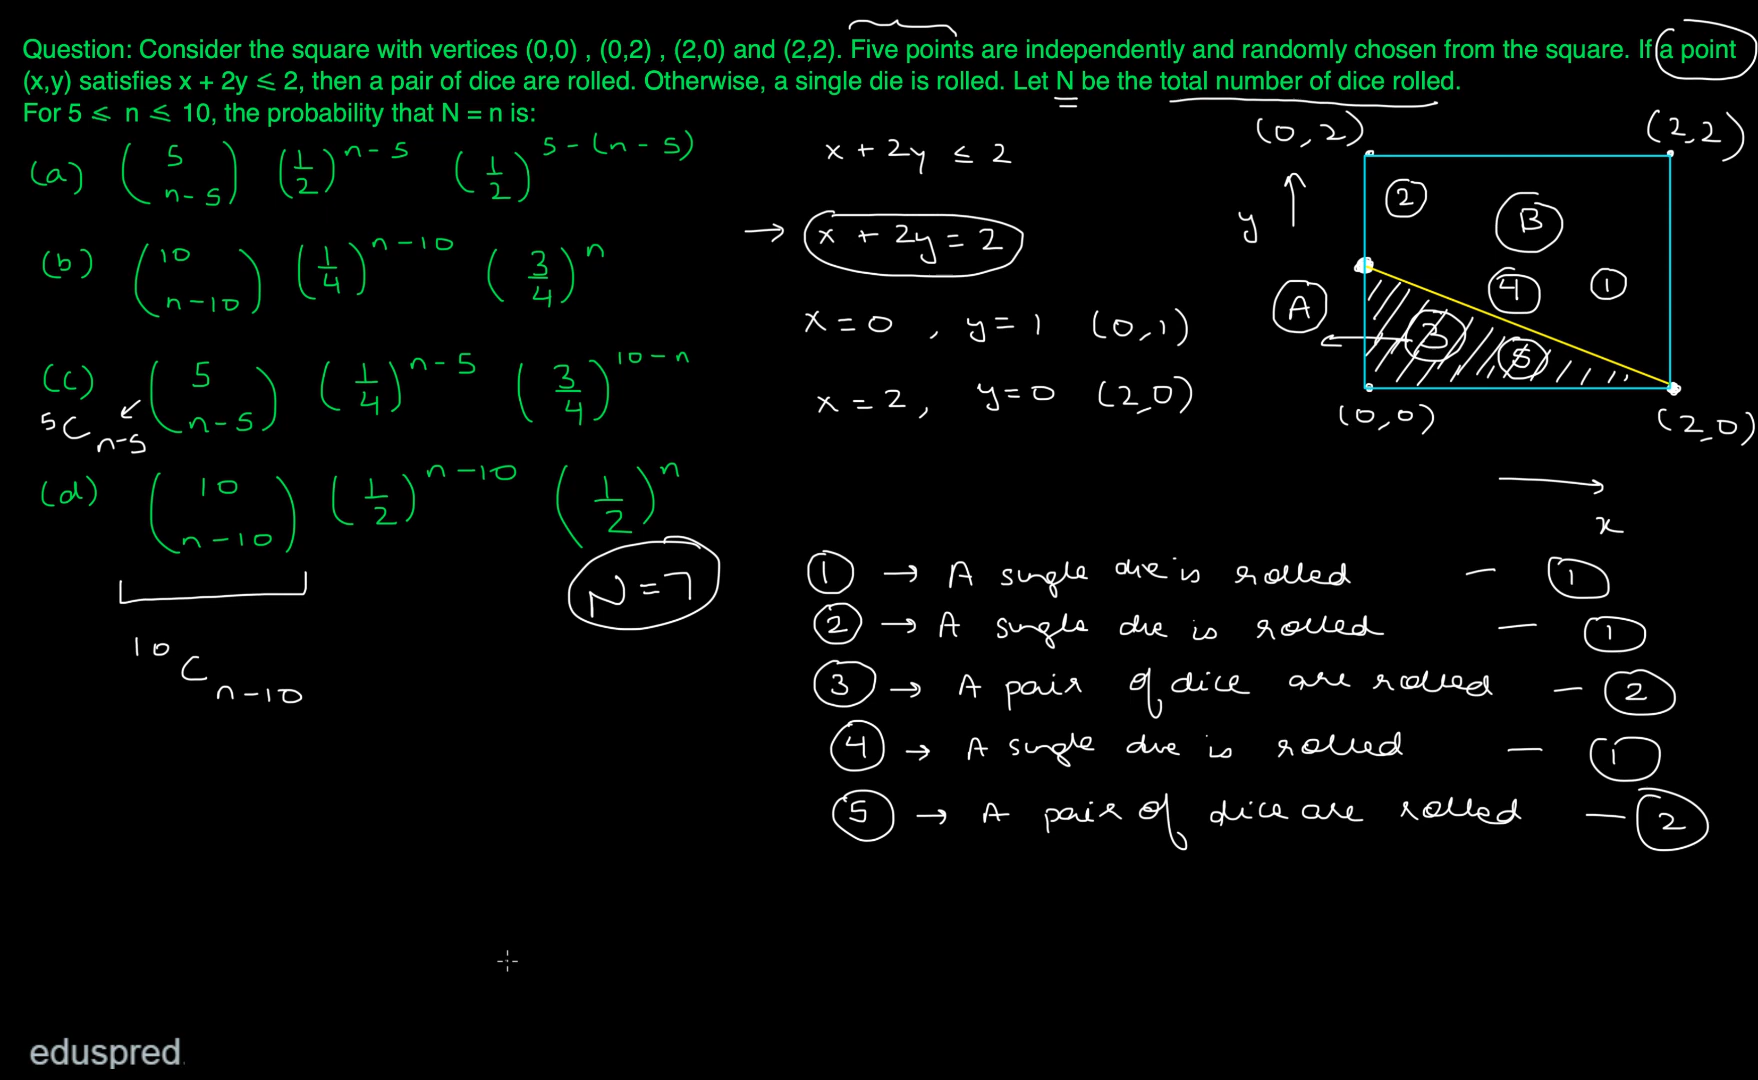 Question: Consider the square with vertices (0,0) , (0,2) , (2,0) and (2,2). Five points are independently and randomly chosen from the square. If a point
(x,y) satisfies x + 2y ⩽ 2, then a pair of dice are rolled. Otherwise, a single die is rolled. Let N be the total number of dice rolled.
For 5 ⩽ n ⩽ 10, the probability that N = n is:
(a) (5 n-5) (1/2)^n-5 (1/2)^5-(n-5)
(b) (10 n-10) (1/4)^n-10 (3/4)^n
(c) (5 n-5) (1/4)^n-5 (3/4)^10-n
5 C n-5
(d) (10 n-10) (1/2)^n-10 (1/2)^n
10 C n-10
N = 7
x + 2y ≤ 2
→ x + 2y = 2
x = 0 , y = 1 (0,1)
x = 2, y = 0 (2,0)
(0,2) (2,2)
y ↑
2 B
4 1
A ← 3 5
(0,0) (2,0)
→
x
1 → A single die is rolled — 1
2 → A single die is rolled — 1
3 → A pair of dice are rolled — 2
4 → A single die is rolled — 1
5 → A pair of dice are rolled — 2
eduspred.